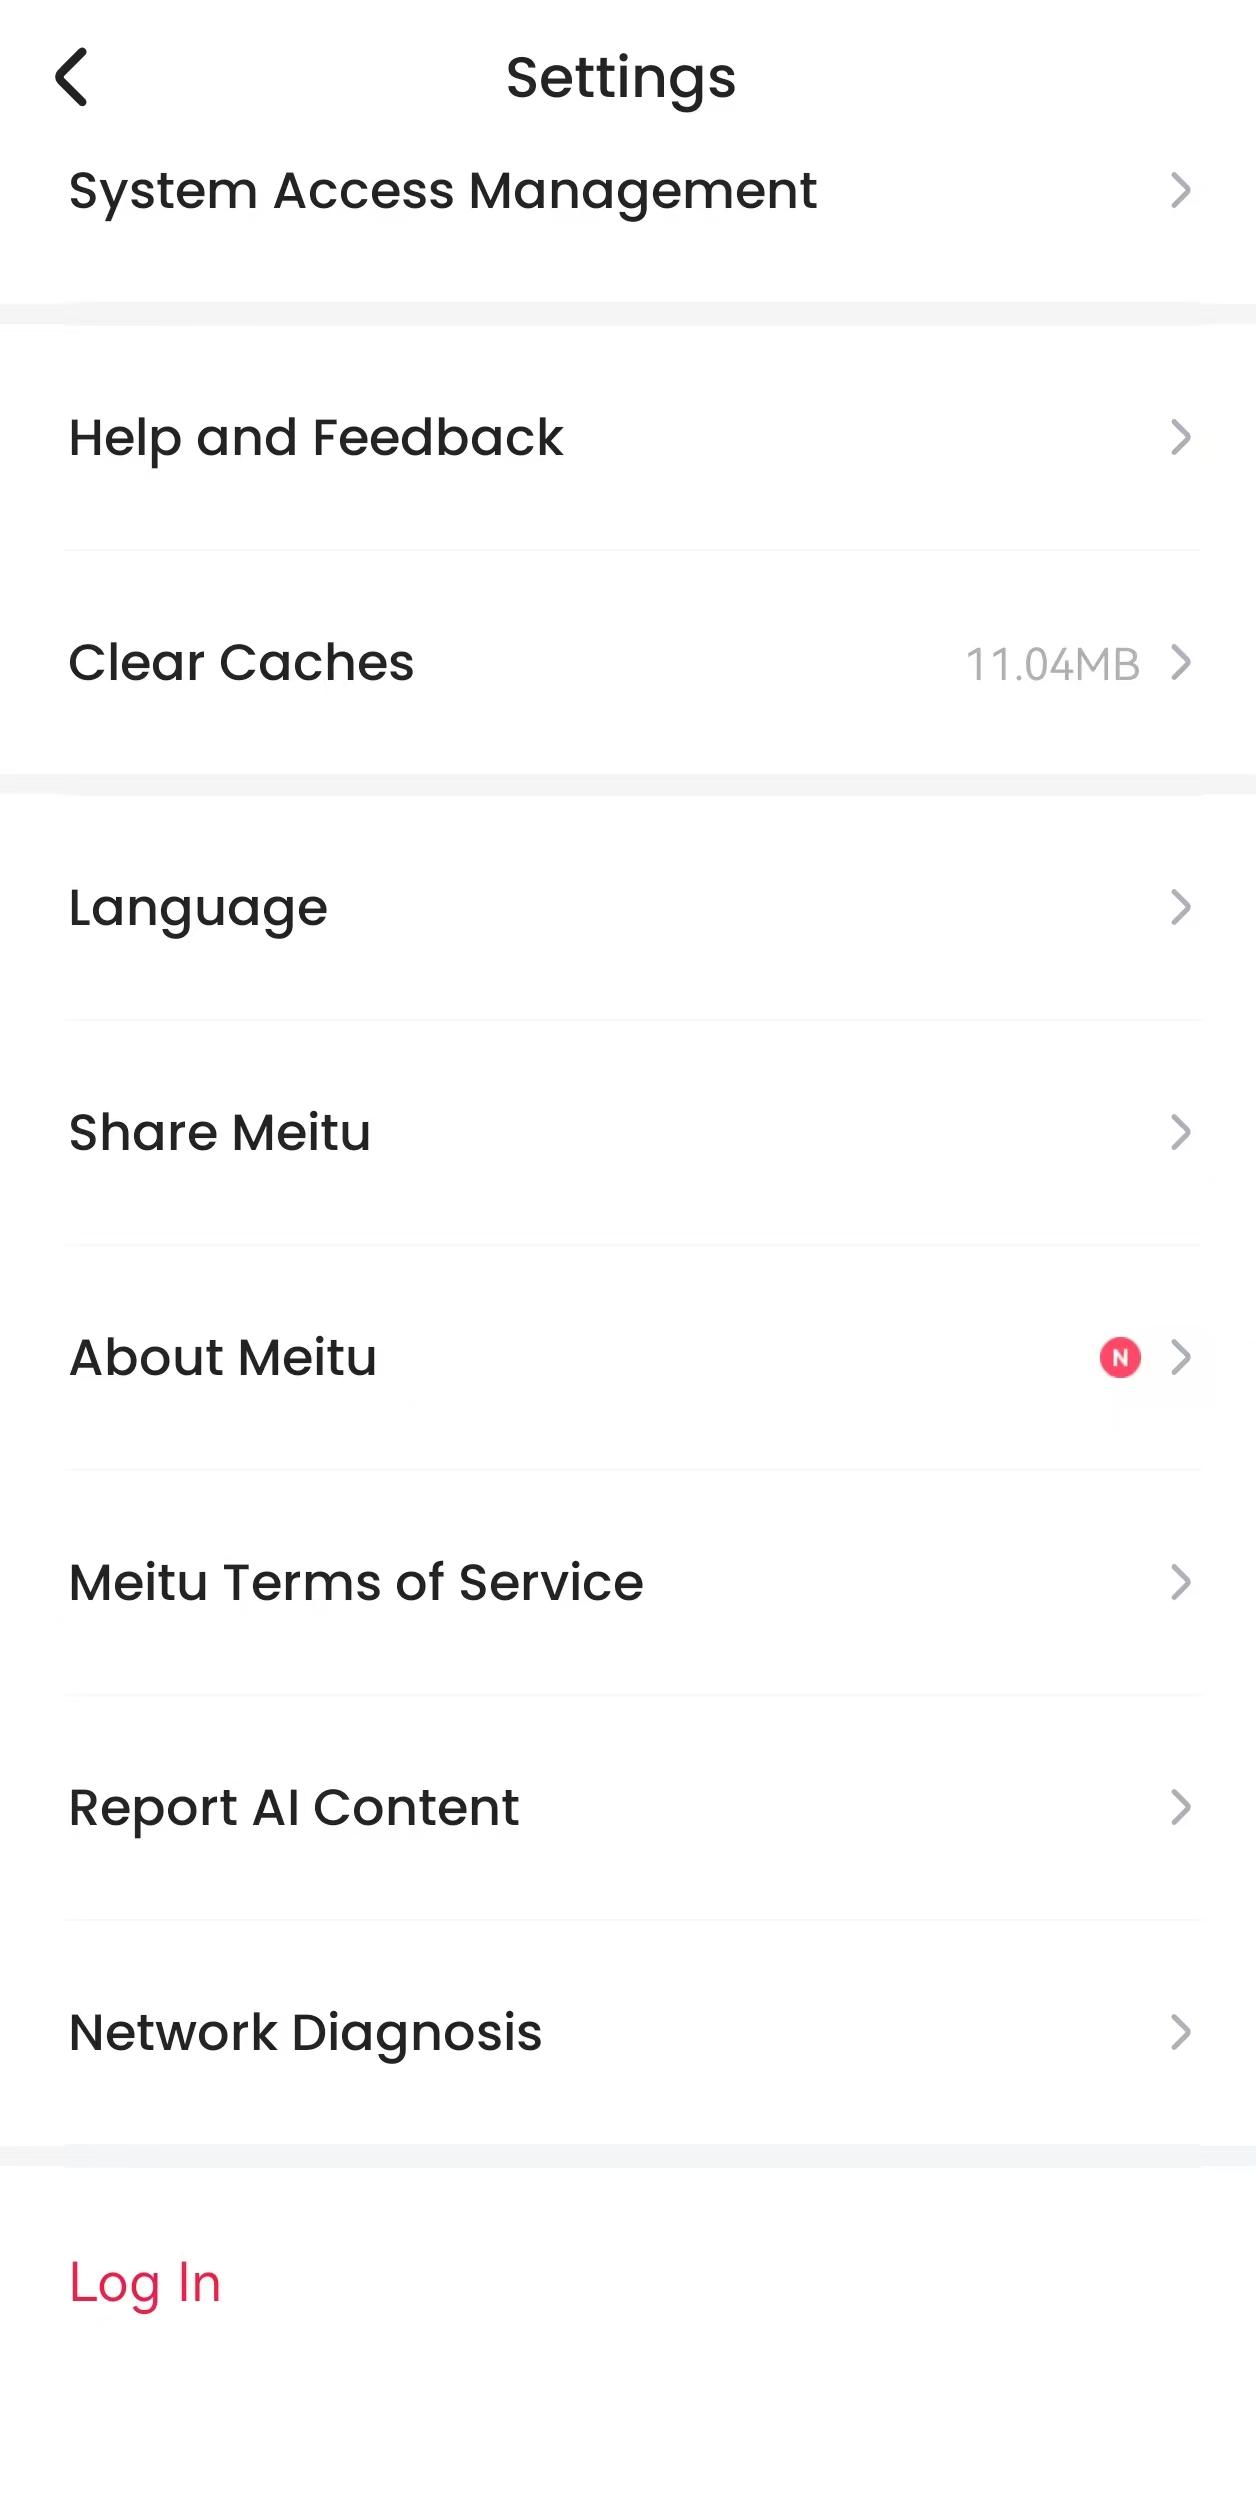 Settings
System Access Management
Help and Feedback
Clear Caches 11.04MB
Language
Share Meitu
About Meitu N
Meitu Terms of Service
Report AI Content
Network Diagnosis
Log In